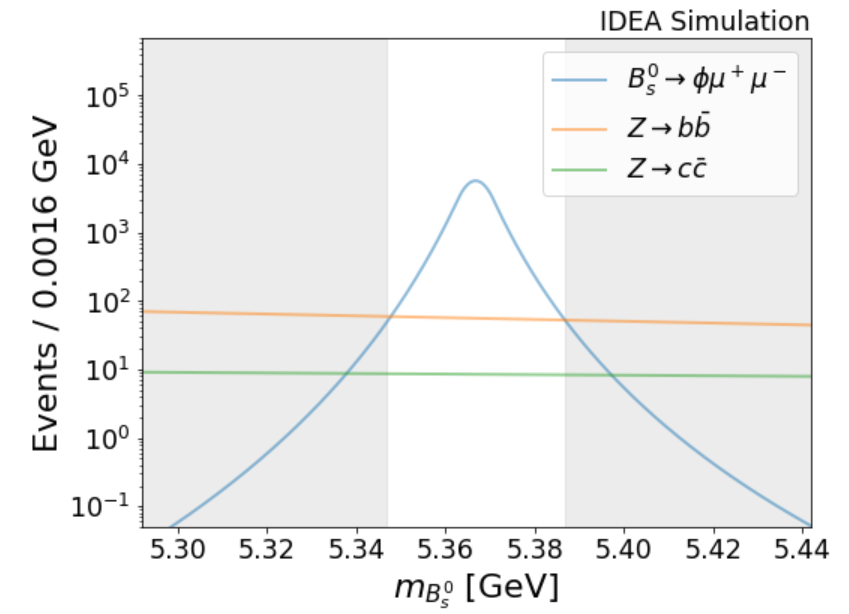 IDEA Simulation
Events / 0.0016 GeV
10⁵
10⁴
10³
10²
10¹
10⁰
10⁻¹
B⁰ₛ → ϕμ⁺μ⁻
Z → bb̄
Z → cc̄
5.30 5.32 5.34 5.36 5.38 5.40 5.42 5.44
m_{B⁰ₛ} [GeV]